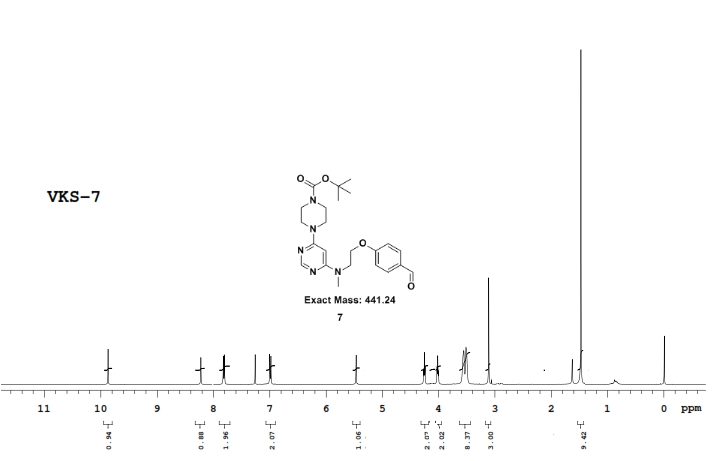 VKS-7
O
O
N
N
N
N
N
O
O
Exact Mass: 441.24
7
11 10 9 8 7 6 5 4 3 2 1 0 ppm
0.94 0.88 1.96 2.07 1.06 2.07 2.02 8.37 3.00 9.42